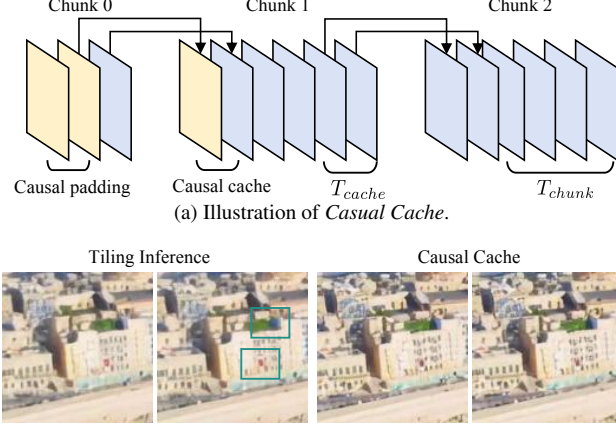 Chunk 0 Chunk 1 Chunk 2
Causal padding Causal cache T_cache T_chunk
(a) Illustration of Casual Cache.
Tiling Inference Causal Cache